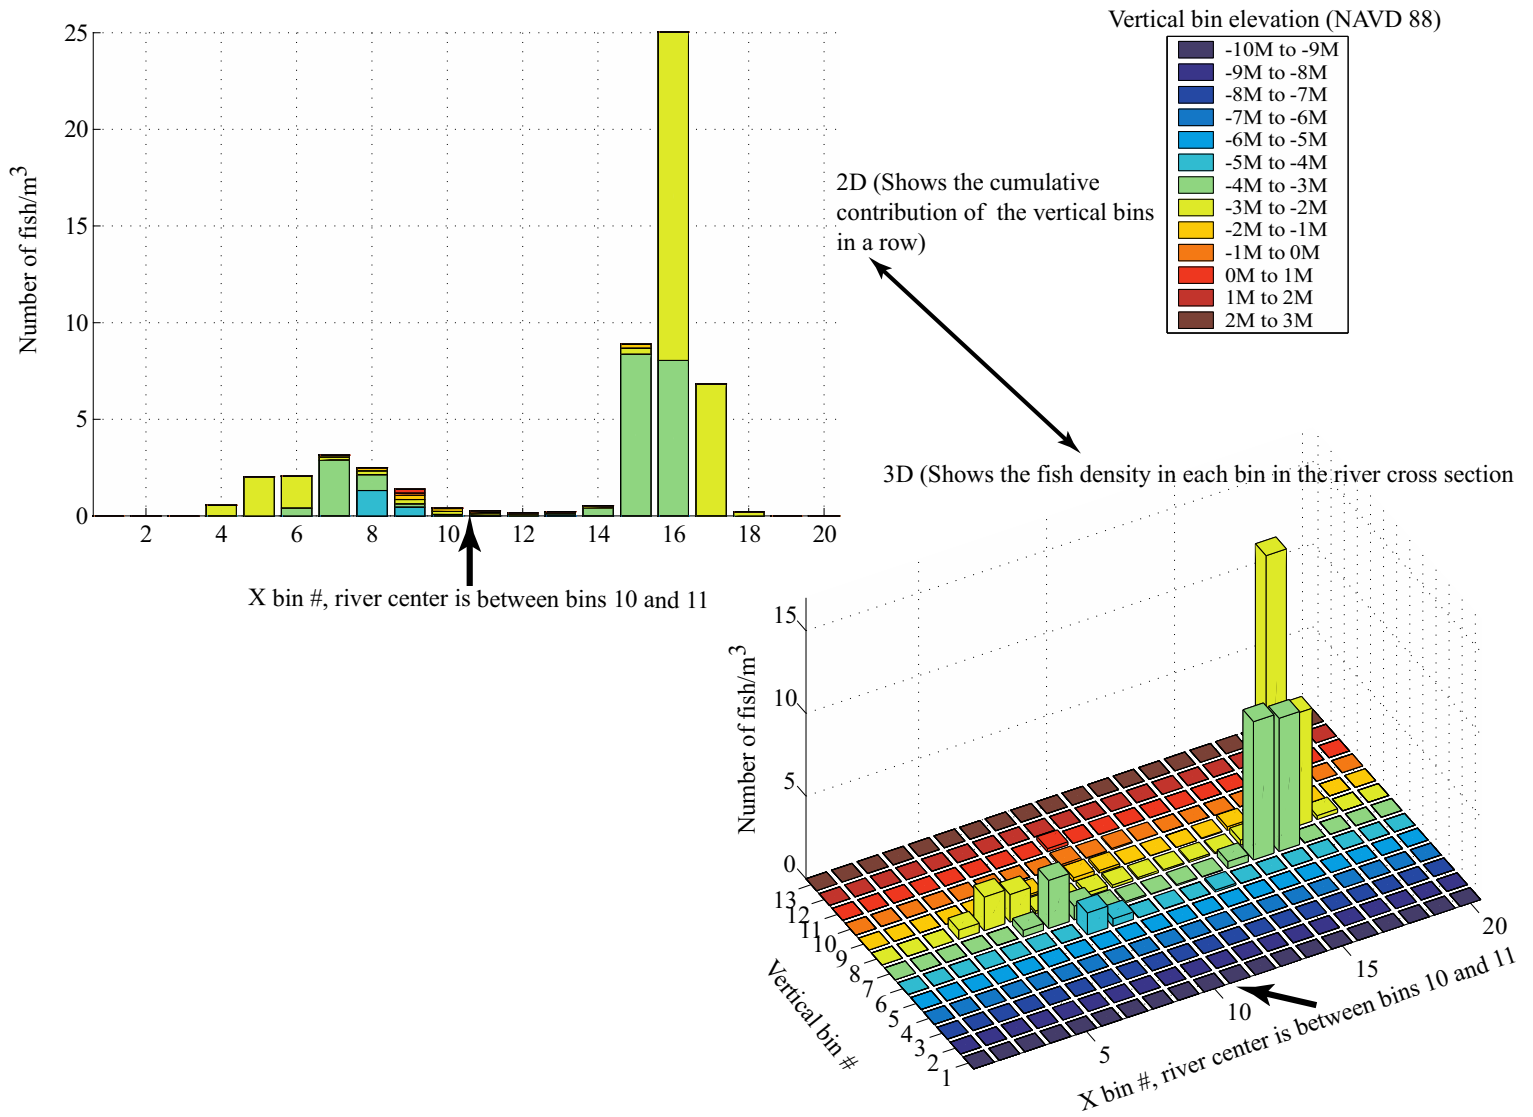 Vertical bin elevation (NAVD 88)
-10M to -9M
-9M to -8M
-8M to -7M
-7M to -6M
-6M to -5M
-5M to -4M
-4M to -3M
-3M to -2M
-2M to -1M
-1M to 0M
0M to 1M
1M to 2M
2M to 3M
Number of fish/m³
25
20
15
10
5
0
2 4 6 8 10 12 14 16 18 20
X bin #, river center is between bins 10 and 11
2D (Shows the cumulative
contribution of the vertical bins
in a row)
3D (Shows the fish density in each bin in the river cross section
Number of fish/m³
15
10
5
0
13
12
11
10
9
8
7
6
5
4
3
2
1
Vertical bin #
5
10
15
20
X bin #, river center is between bins 10 and 11